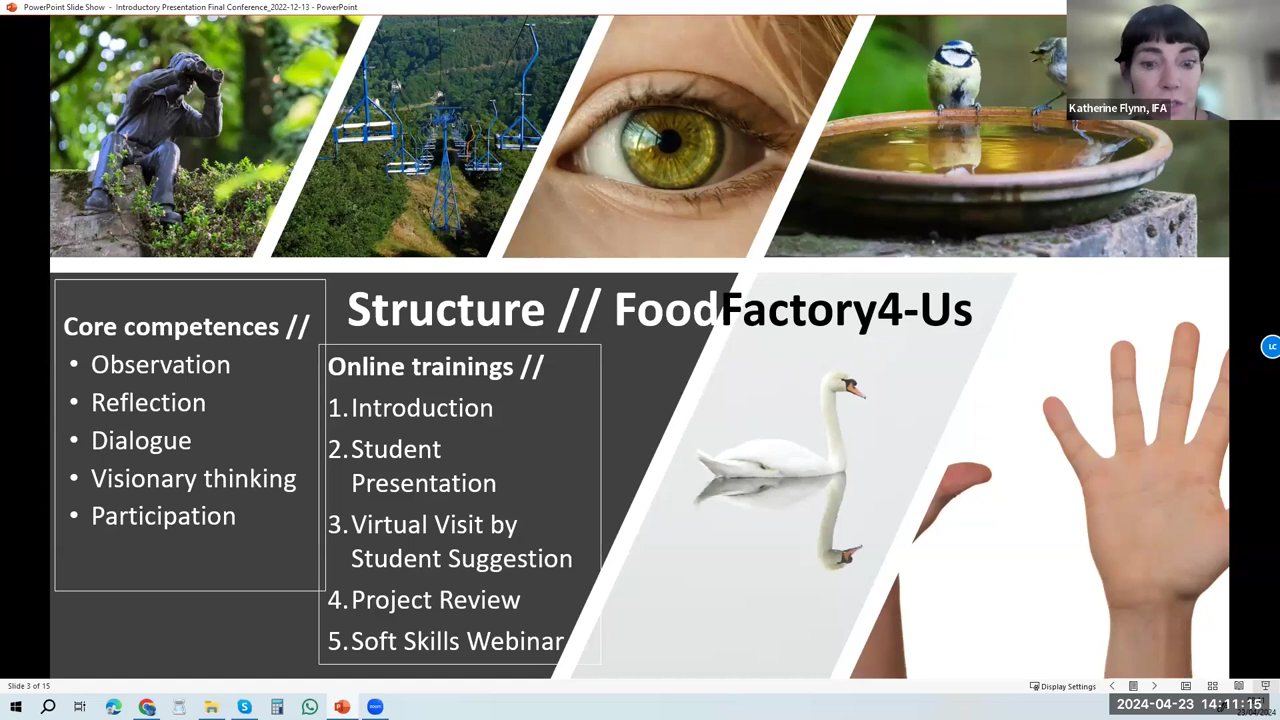 PowerPoint Slide Show - Introductory Presentation Final Conference_2022-12-13 - PowerPoint
Katherine Flynn, IFA
Structure // FoodFactory4-Us
Core competences //
• Observation
• Reflection
• Dialogue
• Visionary thinking
• Participation
Online trainings //
1. Introduction
2. Student
Presentation
3. Virtual Visit by
Student Suggestion
4. Project Review
5. Soft Skills Webinar
LC
Slide 3 of 15
Display Settings
2024-04-23 14:11:15